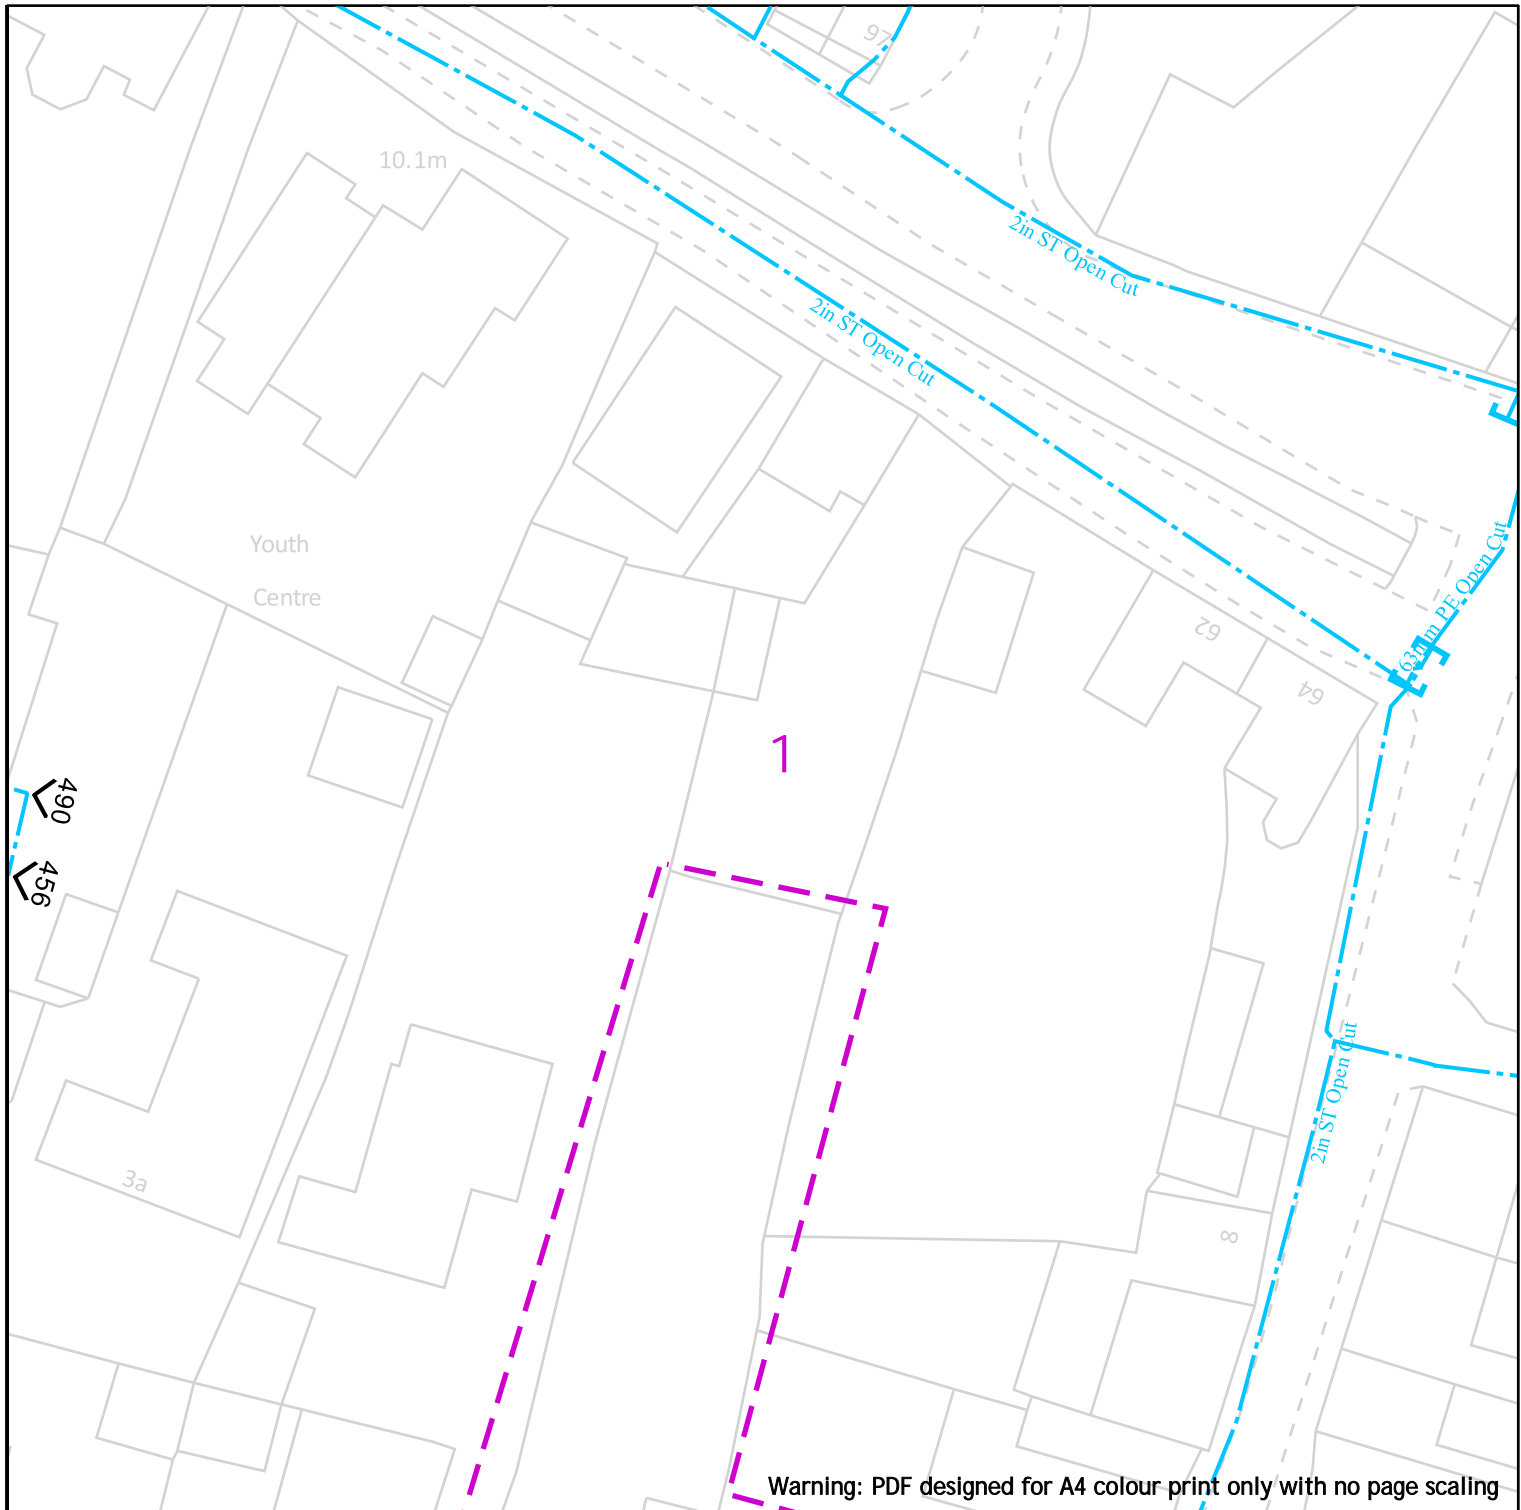 97
10.1m
2in ST Open Cut
2in ST Open Cut
Youth
Centre
63mm PE Open Cut
62
64
1
490
456
2in ST Open Cut
3a
8
Warning: PDF designed for A4 colour print only with no page scaling